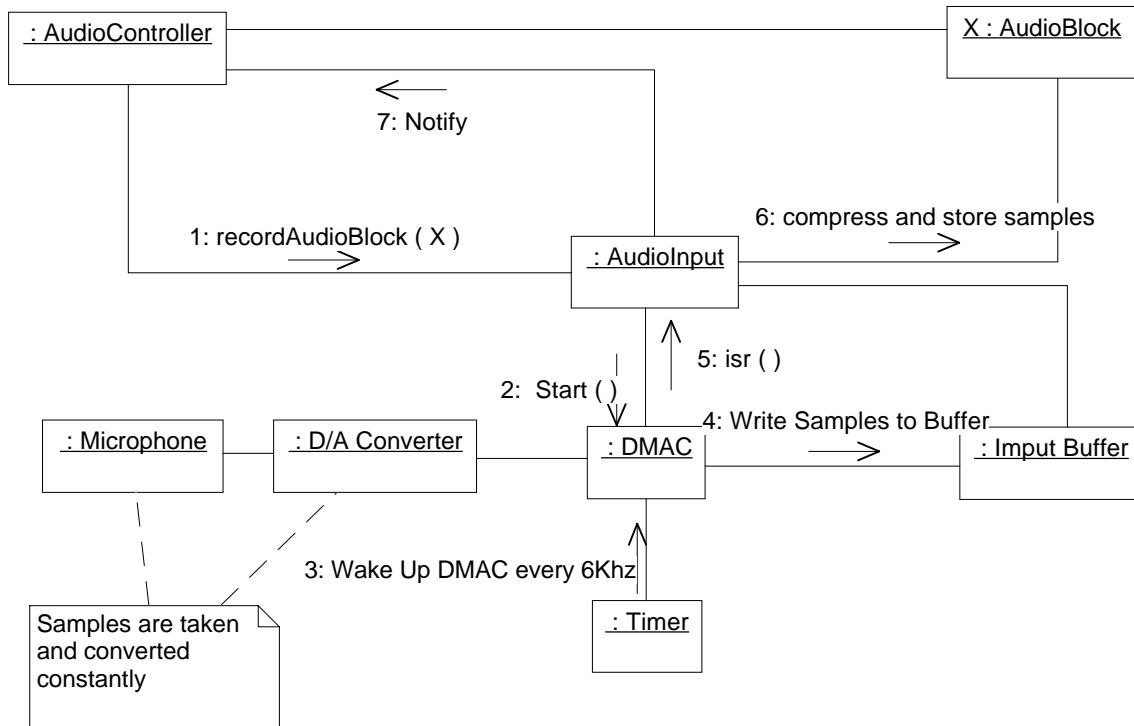 : AudioController
X : AudioBlock
7: Notify
1: recordAudioBlock ( X )
6: compress and store samples
: AudioInput
5: isr ( )
2: Start ( )
4: Write Samples to Buffer
: Microphone
: D/A Converter
: DMAC
: Imput Buffer
3: Wake Up DMAC every 6Khz
Samples are taken
and converted
constantly
: Timer